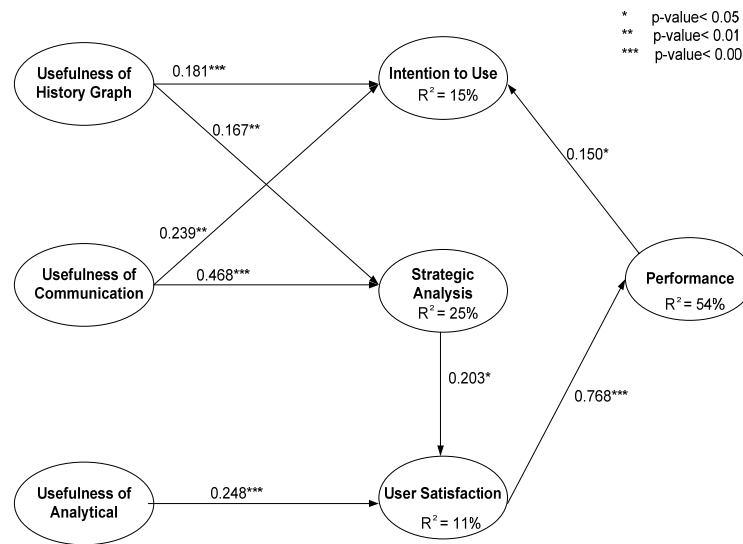 * p-value< 0.05
** p-value< 0.01
*** p-value< 0.00
Usefulness of
History Graph
0.181***
Intention to Use
R² = 15%
0.167**
0.150*
0.239**
Usefulness of
Communication
0.468***
Strategic
Analysis
R² = 25%
Performance
R² = 54%
0.203*
0.768***
Usefulness of
Analytical
0.248***
User Satisfaction
R² = 11%